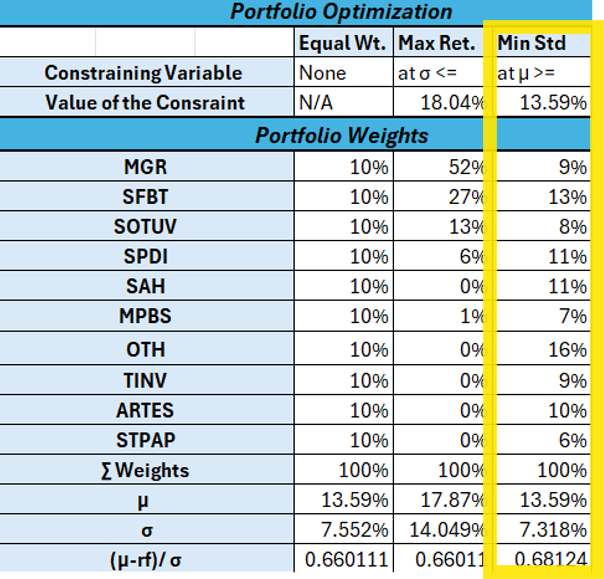 Portfolio Optimization
Equal Wt. Max Ret. Min Std
Constraining Variable None at σ <= at μ >=
Value of the Consraint N/A 18.04% 13.59%
Portfolio Weights
MGR 10% 52% 9%
SFBT 10% 27% 13%
SOTUV 10% 13% 8%
SPDI 10% 6% 11%
SAH 10% 0% 11%
MPBS 10% 1% 7%
OTH 10% 0% 16%
TINV 10% 0% 9%
ARTES 10% 0% 10%
STPAP 10% 0% 6%
∑ Weights 100% 100% 100%
μ 13.59% 17.87% 13.59%
σ 7.552% 14.049% 7.318%
(μ-rf)/ σ 0.660111 0.66011 0.68124